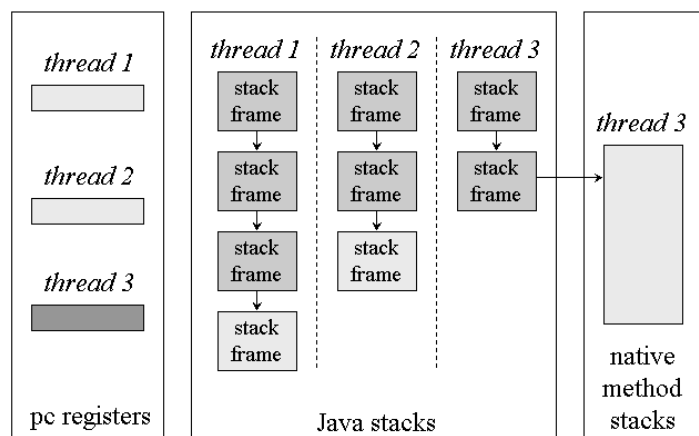 thread 1
thread 2
thread 3
pc registers
thread 1
stack
frame
stack
frame
stack
frame
stack
frame
thread 2
stack
frame
stack
frame
stack
frame
thread 3
stack
frame
stack
frame
Java stacks
thread 3
native
method
stacks